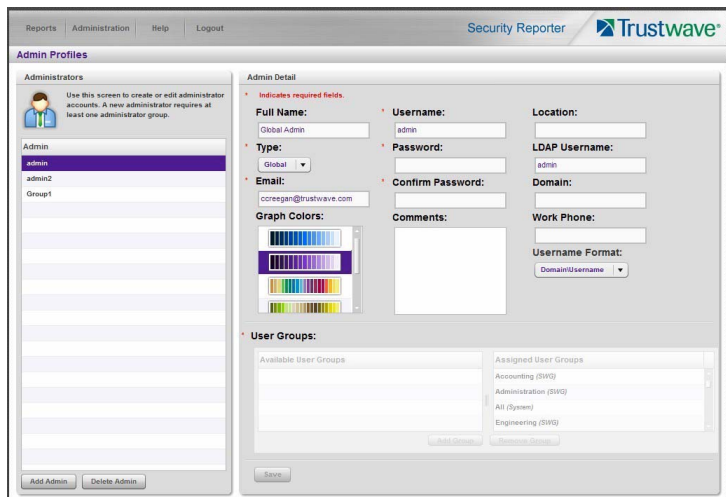 Reports Administration Help Logout
Security Reporter
Trustwave®
Admin Profiles
Administrators
Use this screen to create or edit administrator
accounts. A new administrator requires at
least one administrator group.
Admin
admin
admin2
Group1
Add Admin Delete Admin
Admin Detail
* Indicates required fields.
Full Name: * Username: Location:
Global Admin admin
* Type: * Password: LDAP Username:
Global admin
* Email: * Confirm Password: Domain:
ccreegan@trustwave.com
Graph Colors: Comments: Work Phone:
Username Format:
Domain\Username
* User Groups:
Available User Groups Assigned User Groups
Accounting (SWG)
Administration (SWG)
All (System)
Engineering (SWG)
Add Group Remove Group
Save